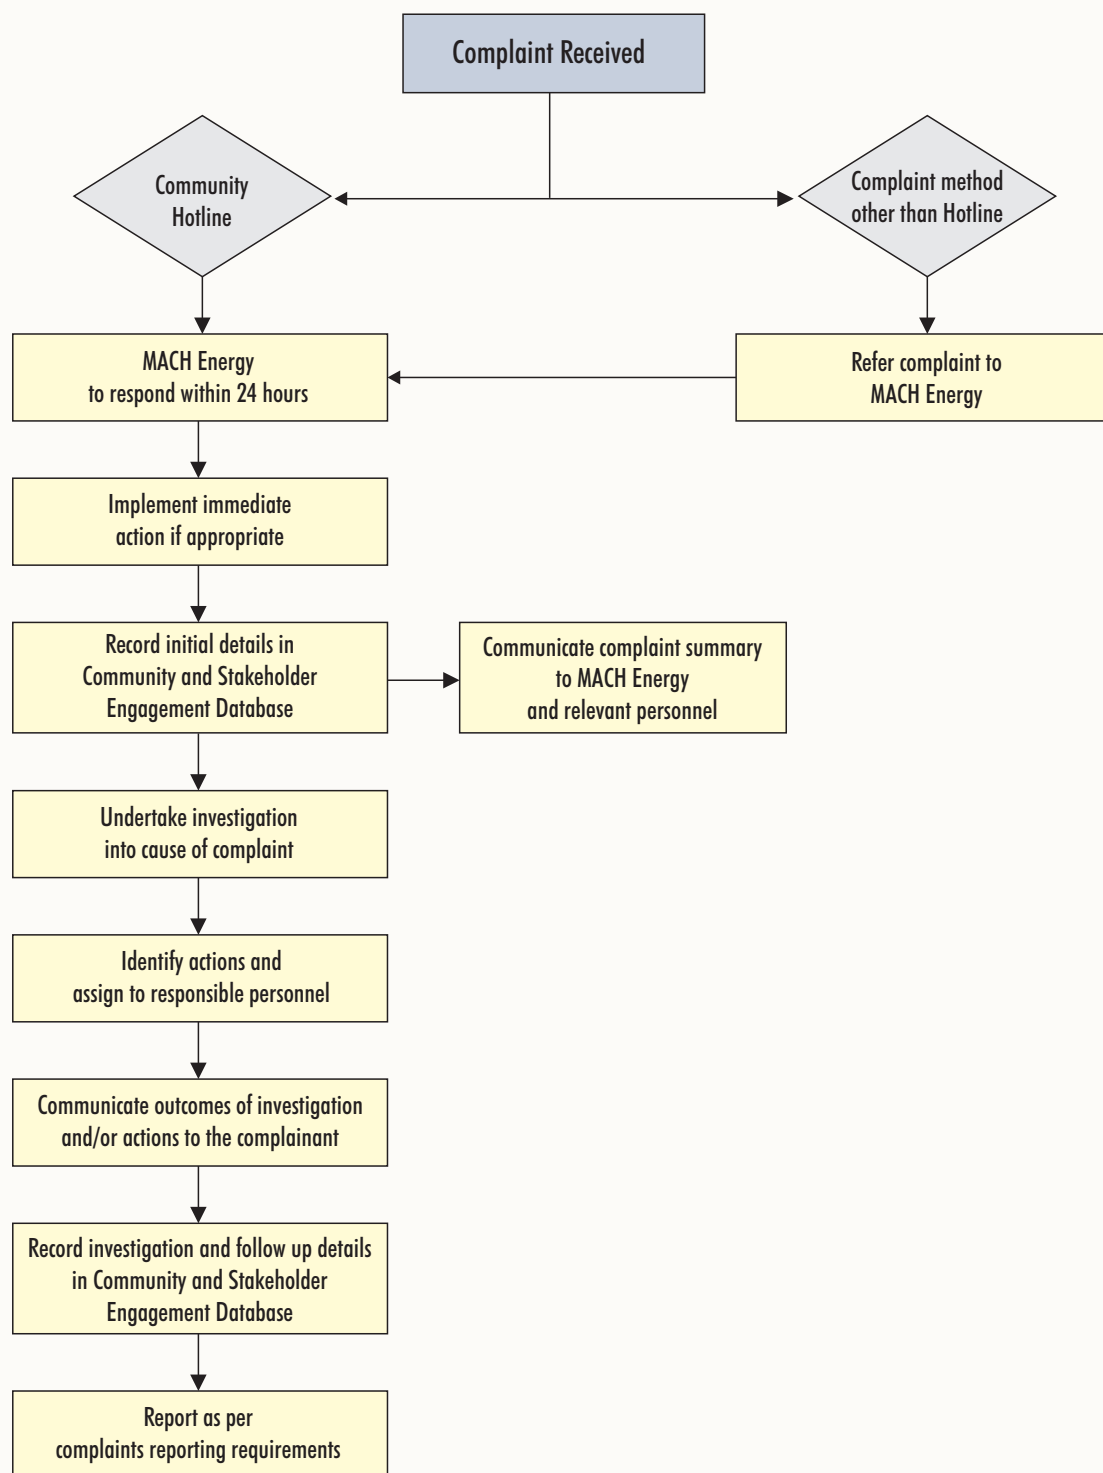 Complaint Received
Community
Hotline
Complaint method
other than Hotline
MACH Energy
to respond within 24 hours
Refer complaint to
MACH Energy
Implement immediate
action if appropriate
Record initial details in
Community and Stakeholder
Engagement Database
Communicate complaint summary
to MACH Energy
and relevant personnel
Undertake investigation
into cause of complaint
Identify actions and
assign to responsible personnel
Communicate outcomes of investigation
and/or actions to the complainant
Record investigation and follow up details
in Community and Stakeholder
Engagement Database
Report as per
complaints reporting requirements